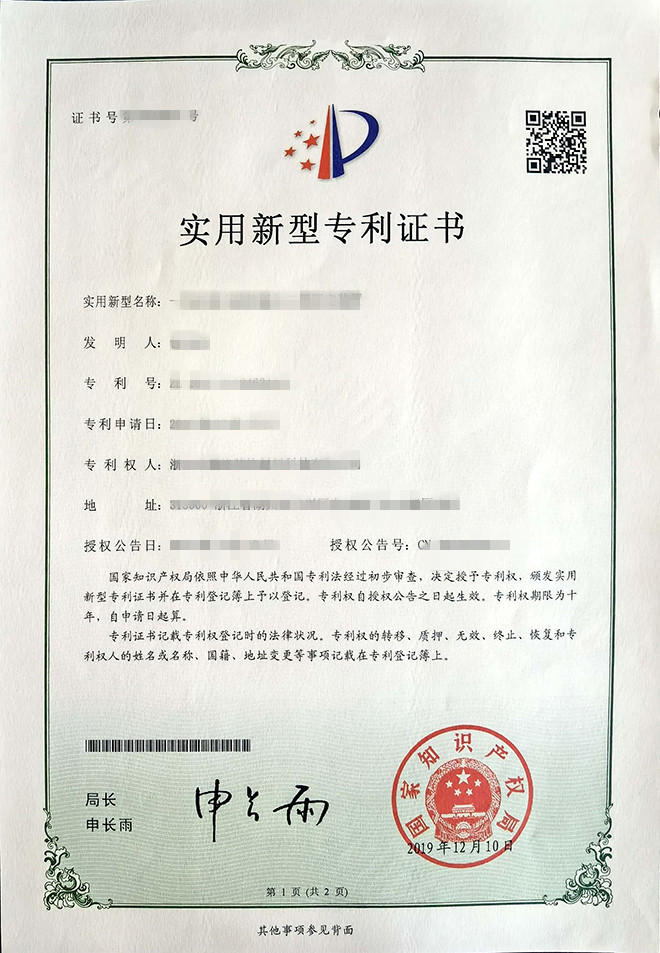 证书号第 号
实用新型专利证书
实用新型名称：一
发明人：
专利号：ZL
专利申请日：
专利权人：浙
地址：
授权公告日： 授权公告号：CN
国家知识产权局依照中华人民共和国专利法经过初步审查，决定授予专利权，颁发实用
新型专利证书并在专利登记簿上予以登记。专利权自授权公告之日起生效。专利权期限为十
年，自申请日起算。
专利证书记载专利权登记时的法律状况。专利权的转移、质押、无效、终止、恢复和专
利权人的姓名或名称、国籍、地址变更等事项记载在专利登记簿上。
局长
申长雨
申长雨
国家知识产权局
2019年12月10日
第 1 页 (共 2 页)
其他事项参见背面